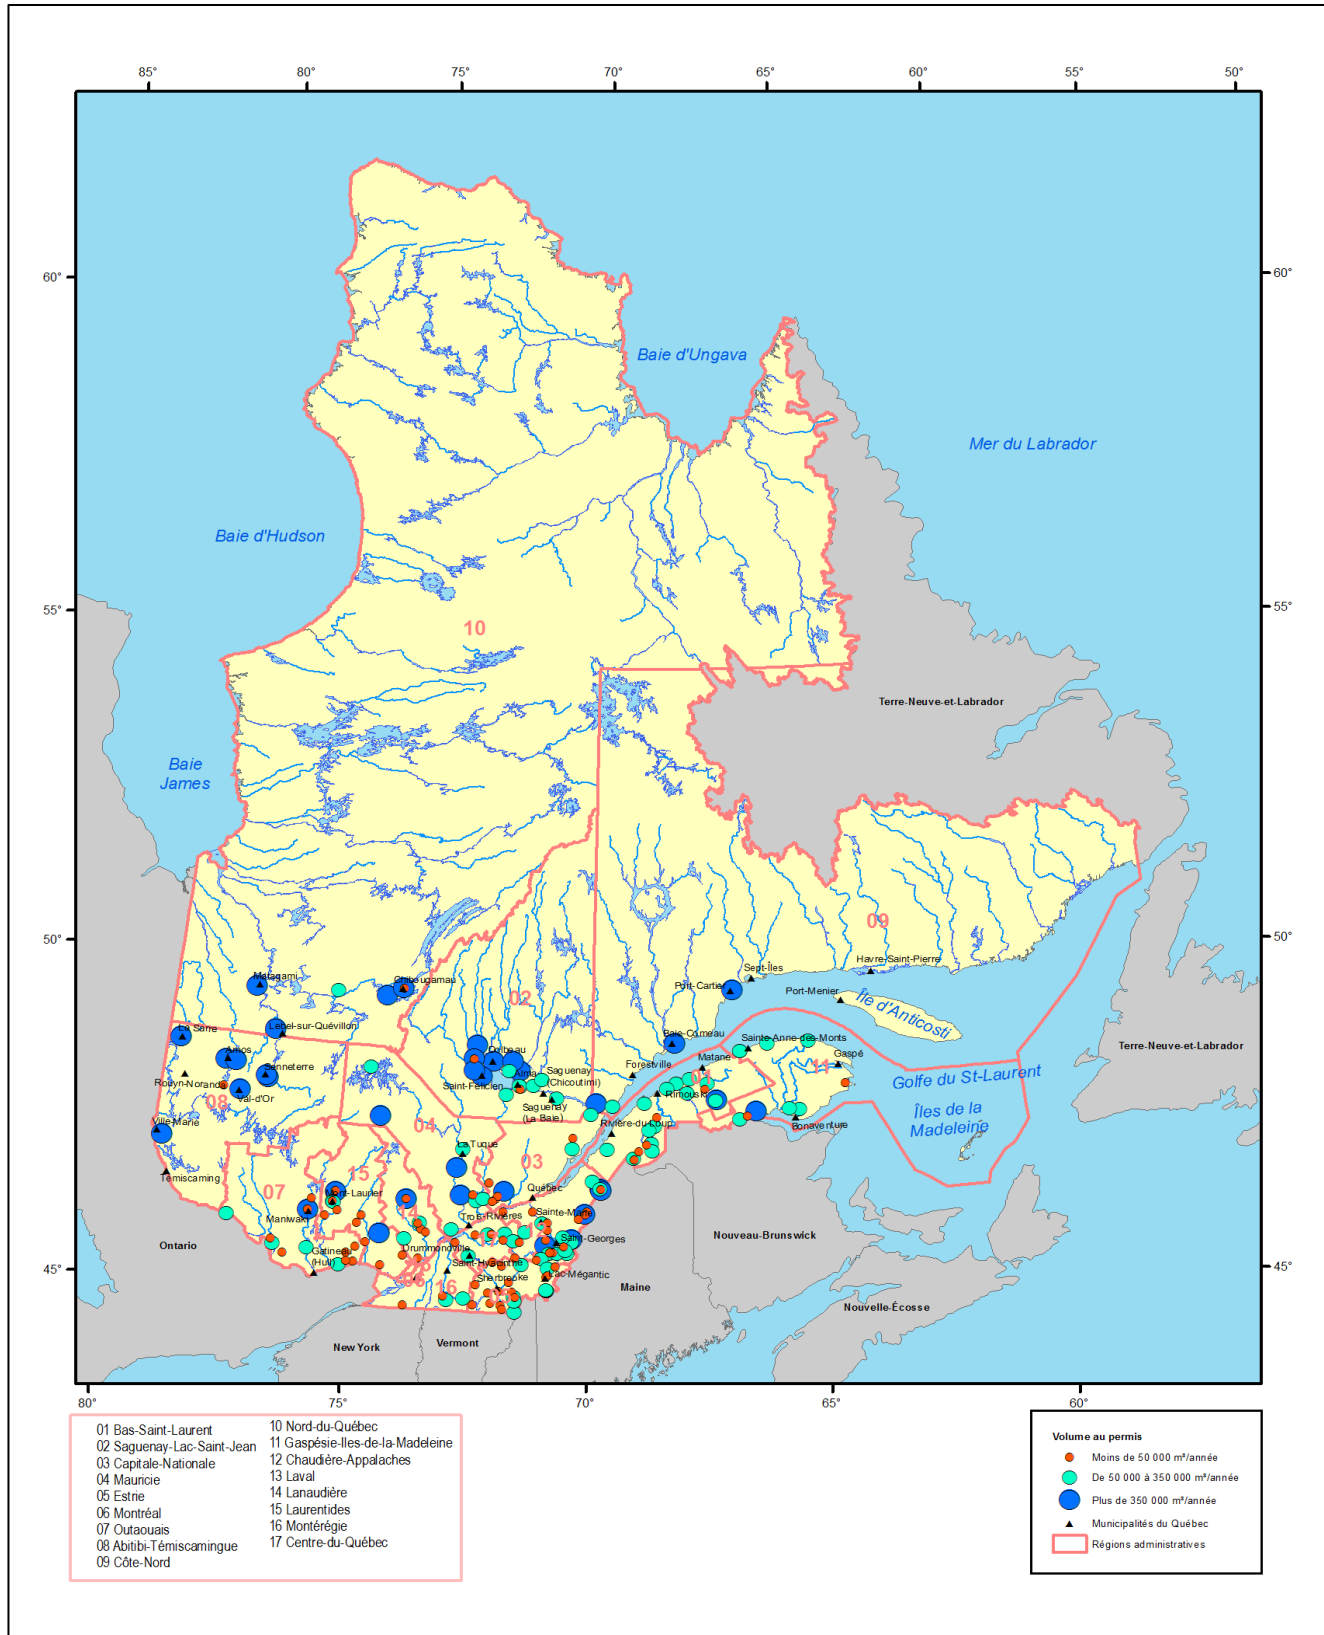 85° 80° 75° 70° 65° 60° 55° 50°
60° 60°
Baie d'Ungava
Mer du Labrador
Baie d'Hudson
55° 55°
10
Terre-Neuve-et-Labrador
Baie
James
50° 50°
09
Havre-Saint-Pierre
Sept-Îles
Matagami
Chibougamau
Port-Cartier
Port-Menier
02
Île d'Anticosti
La Sarre
Lebel-sur-Quévillon
Baie-Comeau
Sainte-Anne-des-Monts
Terre-Neuve-et-Labrador
Amos
Dolbeau
Matane
Gaspé
Senneterre
Alma
Saguenay
(Chicoutimi)
Forestville
01
11
Golfe du St-Laurent
Rouyn-Noranda
Saint-Félicien
Rimouski
Val-d'Or
08
Saguenay
(La Baie)
Îles de la
Madeleine
Ville-Marie
04
Rivière-du-Loup
Bonaventure
La Tuque
Témiscaming
15
03
07
Mont-Laurier
Québec
Maniwaki
Trois-Rivières
Sainte-Marie
Ontario
Drummondville
Saint-Georges
Nouveau-Brunswick
Gatineau
(Hull)
Saint-Hyacinthe
45° 45°
Sherbrooke
Lac-Mégantic
Maine
16
Nouvelle-Écosse
New York
Vermont
80° 75° 70° 65° 60°
01 Bas-Saint-Laurent
02 Saguenay-Lac-Saint-Jean
03 Capitale-Nationale
04 Mauricie
05 Estrie
06 Montréal
07 Outaouais
08 Abitibi-Témiscamingue
09 Côte-Nord
10 Nord-du-Québec
11 Gaspésie-Iles-de-la-Madeleine
12 Chaudière-Appalaches
13 Laval
14 Lanaudière
15 Laurentides
16 Montérégie
17 Centre-du-Québec
Volume au permis
Moins de 50 000 m³/année
De 50 000 à 350 000 m³/année
Plus de 350 000 m³/année
Municipalités du Québec
Régions administratives